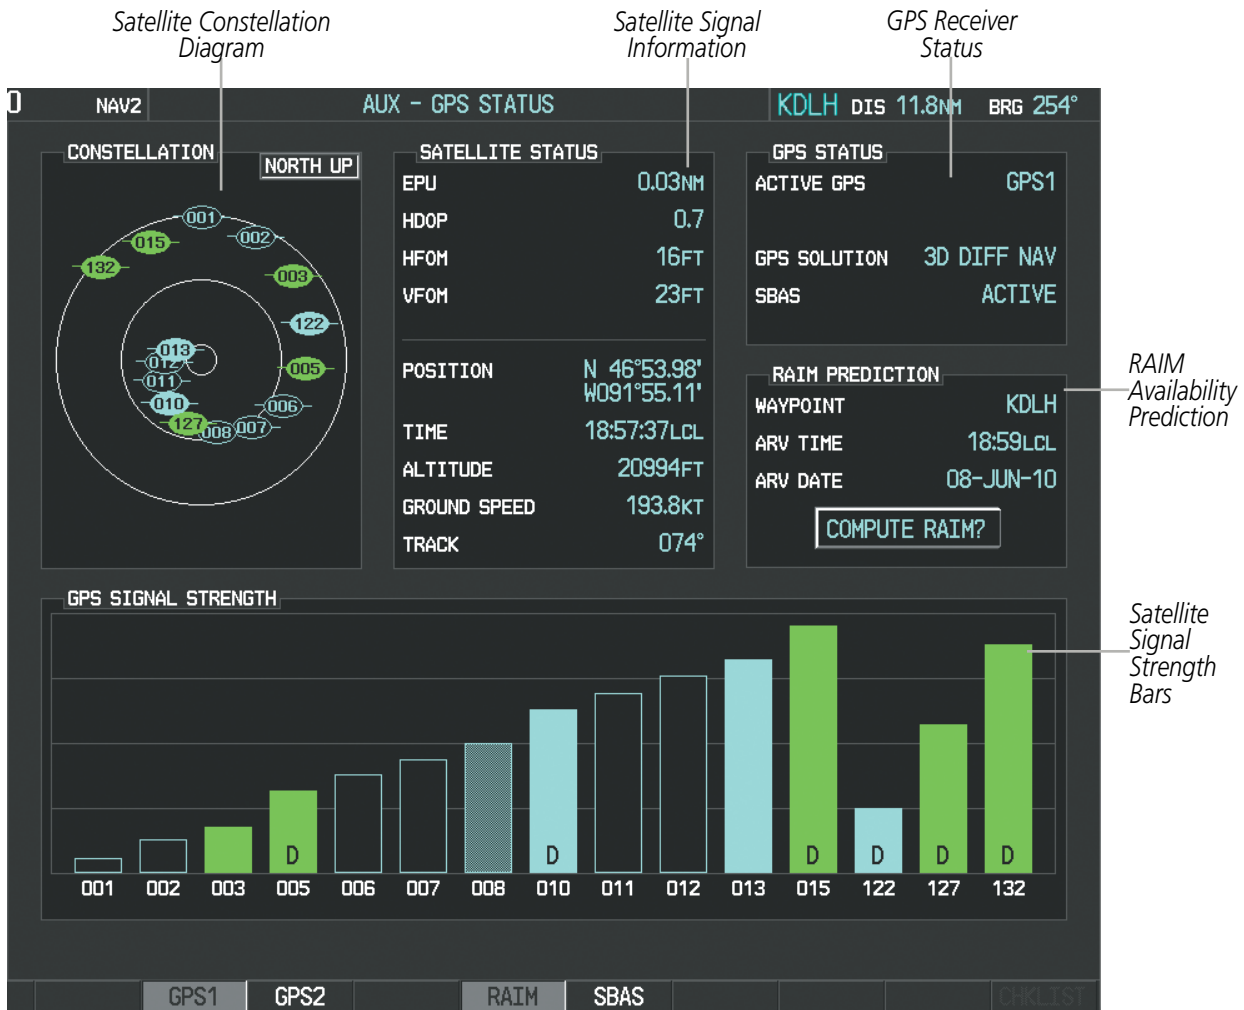 Satellite Constellation
Diagram
Satellite Signal
Information
GPS Receiver
Status
NAV2
AUX - GPS STATUS
KDLH DIS 11.8NM BRG 254°
CONSTELLATION
NORTH UP
001
002
015
132
003
122
013
012
005
011
010
006
127
008
007
SATELLITE STATUS
EPU 0.03NM
HDOP 0.7
HFOM 16FT
VFOM 23FT
POSITION N 46°53.98'
W091°55.11'
TIME 18:57:37LCL
ALTITUDE 20994FT
GROUND SPEED 193.8KT
TRACK 074°
GPS STATUS
ACTIVE GPS GPS1
GPS SOLUTION 3D DIFF NAV
SBAS ACTIVE
RAIM PREDICTION
WAYPOINT KDLH
ARV TIME 18:59LCL
ARV DATE 08-JUN-10
COMPUTE RAIM?
RAIM
Availability
Prediction
GPS SIGNAL STRENGTH
D D D D D D
001 002 003 005 006 007 008 010 011 012 013 015 122 127 132
Satellite
Signal
Strength
Bars
GPS1 GPS2 RAIM SBAS CHKLIST